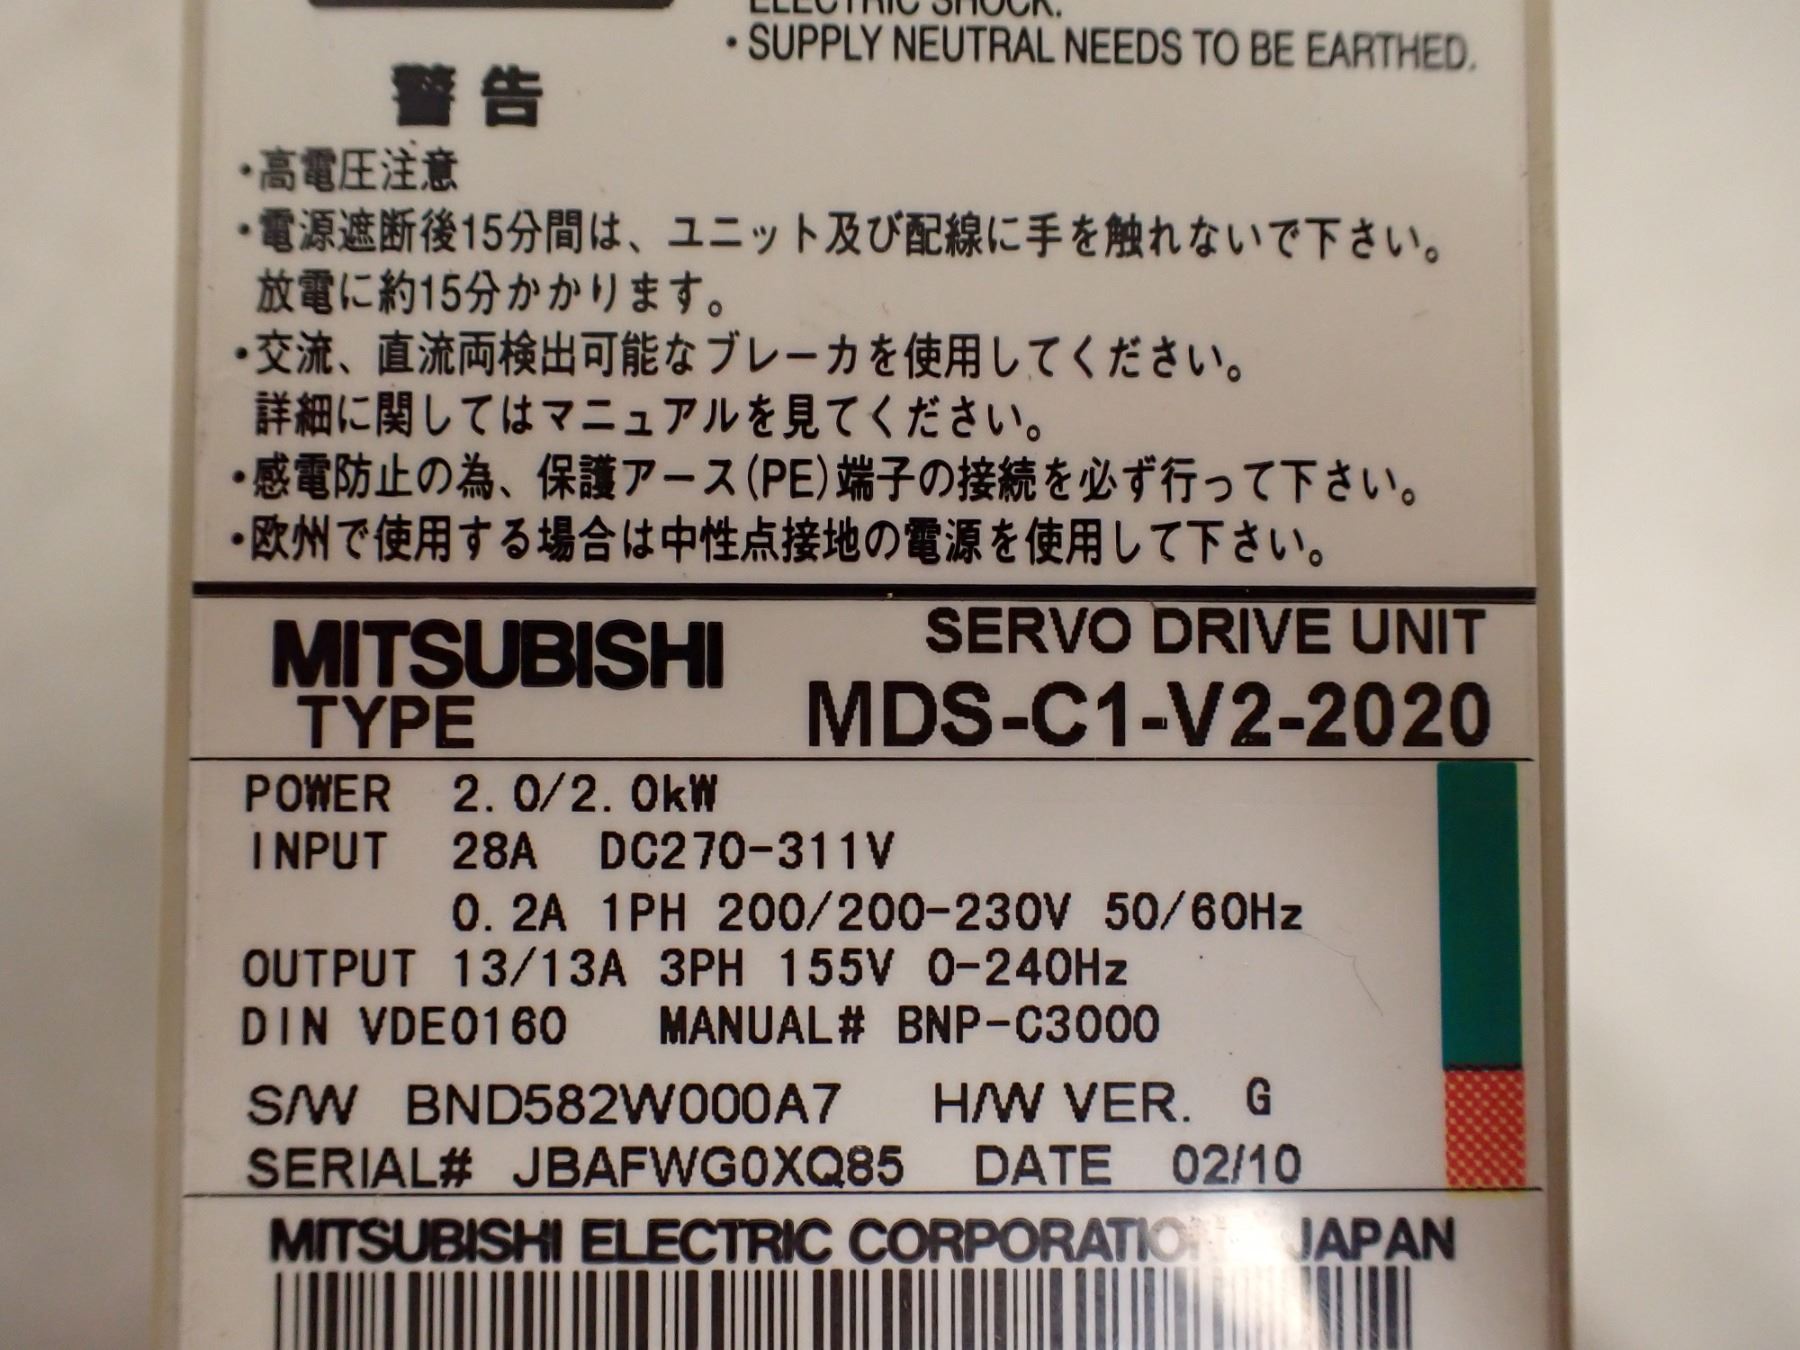 ELECTRIC SHOCK.
・SUPPLY NEUTRAL NEEDS TO BE EARTHED.
警告
・高電圧注意
・電源遮断後15分間は、ユニット及び配線に手を触れないで下さい。
放電に約15分かかります。
・交流、直流両検出可能なブレーカを使用してください。
詳細に関してはマニュアルを見てください。
・感電防止の為、保護アース(PE)端子の接続を必ず行って下さい。
・欧州で使用する場合は中性点接地の電源を使用して下さい。
MITSUBISHI SERVO DRIVE UNIT
TYPE MDS-C1-V2-2020
POWER 2.0/2.0kW
INPUT 28A DC270-311V
0.2A 1PH 200/200-230V 50/60Hz
OUTPUT 13/13A 3PH 155V 0-240Hz
DIN VDE0160 MANUAL# BNP-C3000
S/W BND582W000A7 H/W VER. G
SERIAL# JBAFWG0XQ85 DATE 02/10
MITSUBISHI ELECTRIC CORPORATION JAPAN